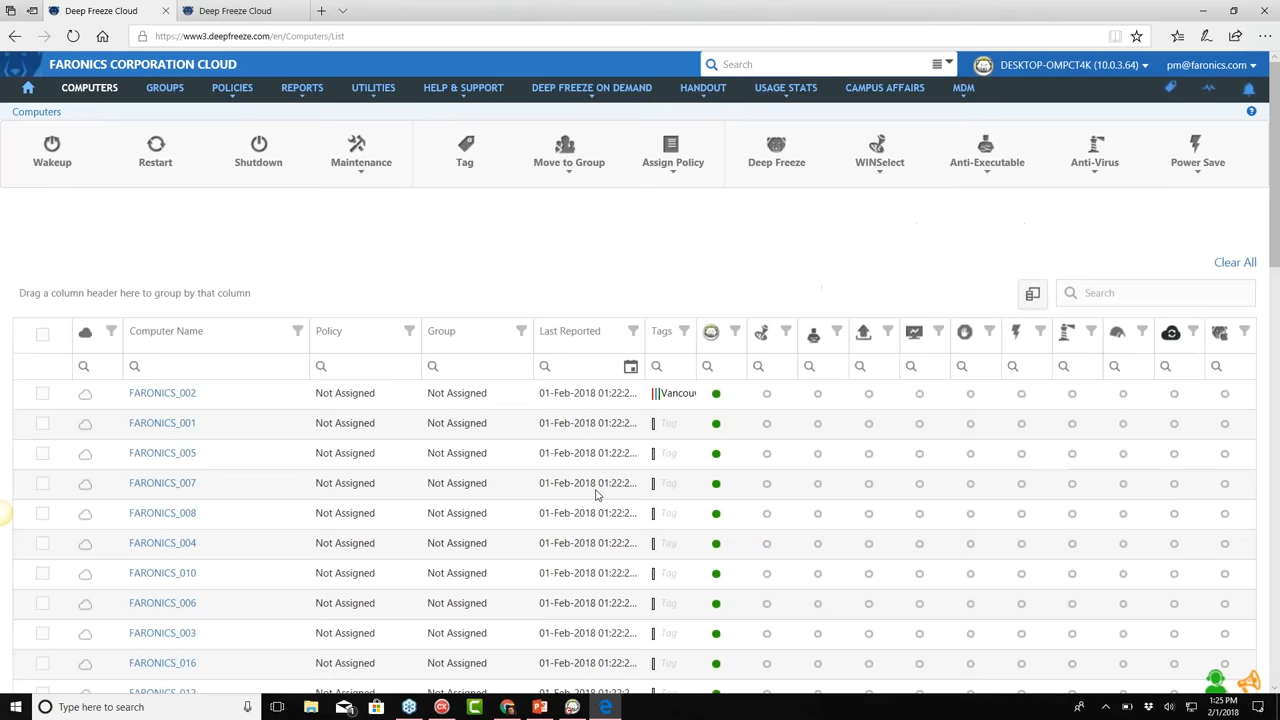 Deep Freeze Cloud
Deep Freeze Cloud
https://www3.deepfreeze.com/en/Computers/List
FARONICS CORPORATION CLOUD
Search
DESKTOP-OMPCT4K (10.0.3.64)
pm@faronics.com
COMPUTERS GROUPS POLICIES REPORTS UTILITIES HELP & SUPPORT DEEP FREEZE ON DEMAND HANDOUT USAGE STATS CAMPUS AFFAIRS MDM
Computers
Wakeup Restart Shutdown Maintenance Tag Move to Group Assign Policy Deep Freeze WINSelect Anti-Executable Anti-Virus Power Save
Clear All
Drag a column header here to group by that column
Search
Computer Name Policy Group Last Reported Tags
FARONICS_002 Not Assigned Not Assigned 01-Feb-2018 01:22:2... Vancou
FARONICS_001 Not Assigned Not Assigned 01-Feb-2018 01:22:2... Tag
FARONICS_005 Not Assigned Not Assigned 01-Feb-2018 01:22:2... Tag
FARONICS_007 Not Assigned Not Assigned 01-Feb-2018 01:22:2... Tag
FARONICS_008 Not Assigned Not Assigned 01-Feb-2018 01:22:2... Tag
FARONICS_004 Not Assigned Not Assigned 01-Feb-2018 01:22:2... Tag
FARONICS_010 Not Assigned Not Assigned 01-Feb-2018 01:22:2... Tag
FARONICS_006 Not Assigned Not Assigned 01-Feb-2018 01:22:2... Tag
FARONICS_003 Not Assigned Not Assigned 01-Feb-2018 01:22:2... Tag
FARONICS_016 Not Assigned Not Assigned 01-Feb-2018 01:22:2... Tag
Type here to search
1:25 PM
2/1/2018